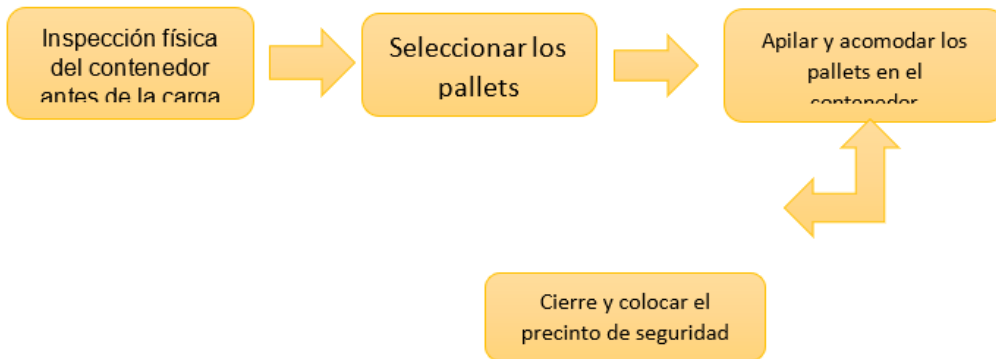 Inspección física
del contenedor
antes de la carga
Seleccionar los
pallets
Apilar y acomodar los
pallets en el
contenedor
Cierre y colocar el
precinto de seguridad